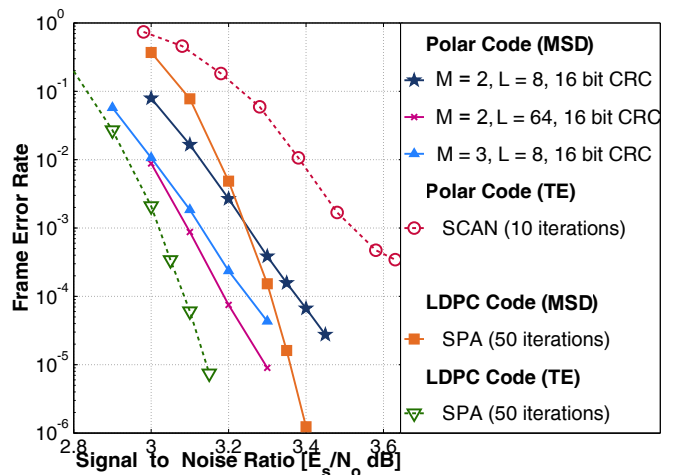 10^0
10^-1
10^-2
10^-3
10^-4
10^-5
10^-6
Frame Error Rate
2.8 3 3.2 3.4 3.6
Signal to Noise Ratio [E_s/N_o dB]
Polar Code (MSD)
M = 2, L = 8, 16 bit CRC
M = 2, L = 64, 16 bit CRC
M = 3, L = 8, 16 bit CRC
Polar Code (TE)
SCAN (10 iterations)
LDPC Code (MSD)
SPA (50 iterations)
LDPC Code (TE)
SPA (50 iterations)